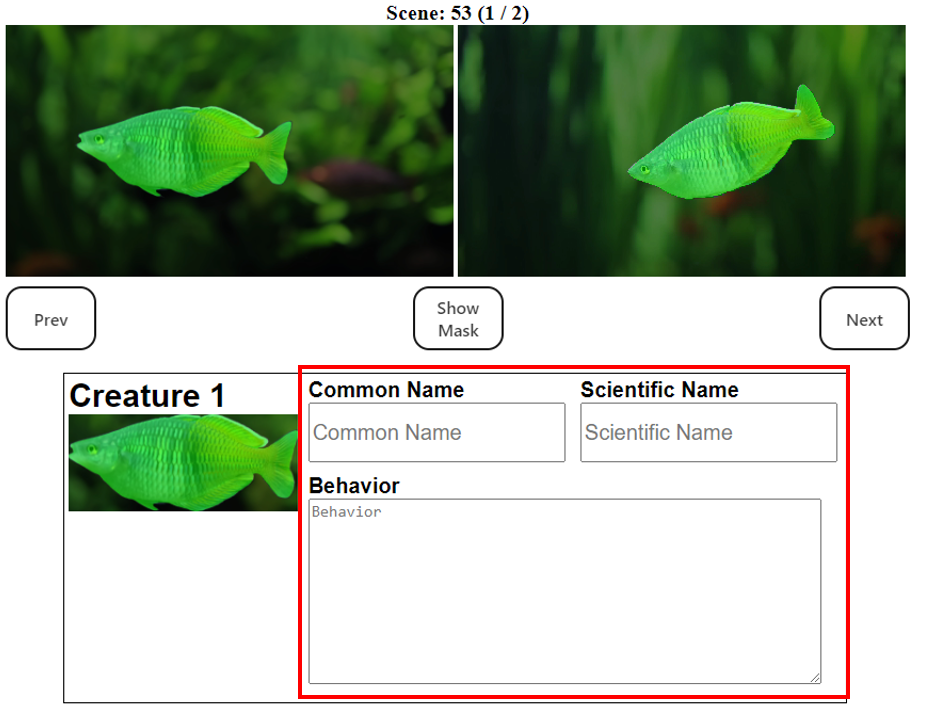 Scene: 53 (1 / 2)
Prev
Show
Mask
Next
Creature 1
Common Name
Scientific Name
Common Name
Scientific Name
Behavior
Behavior